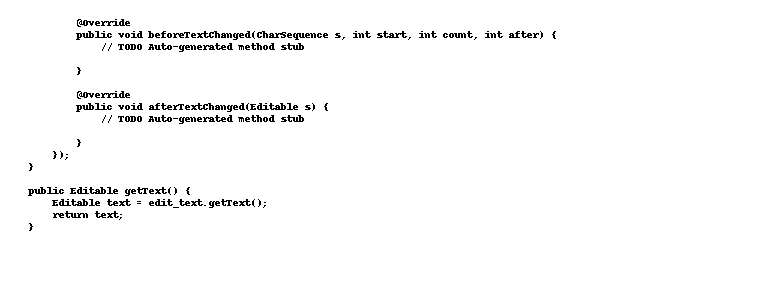 @Override
public void beforeTextChanged(CharSequence s, int start, int count, int after) {
// TODO Auto-generated method stub
}
@Override
public void afterTextChanged(Editable s) {
// TODO Auto-generated method stub
}
});
}
public Editable getText() {
Editable text = edit_text.getText();
return text;
}